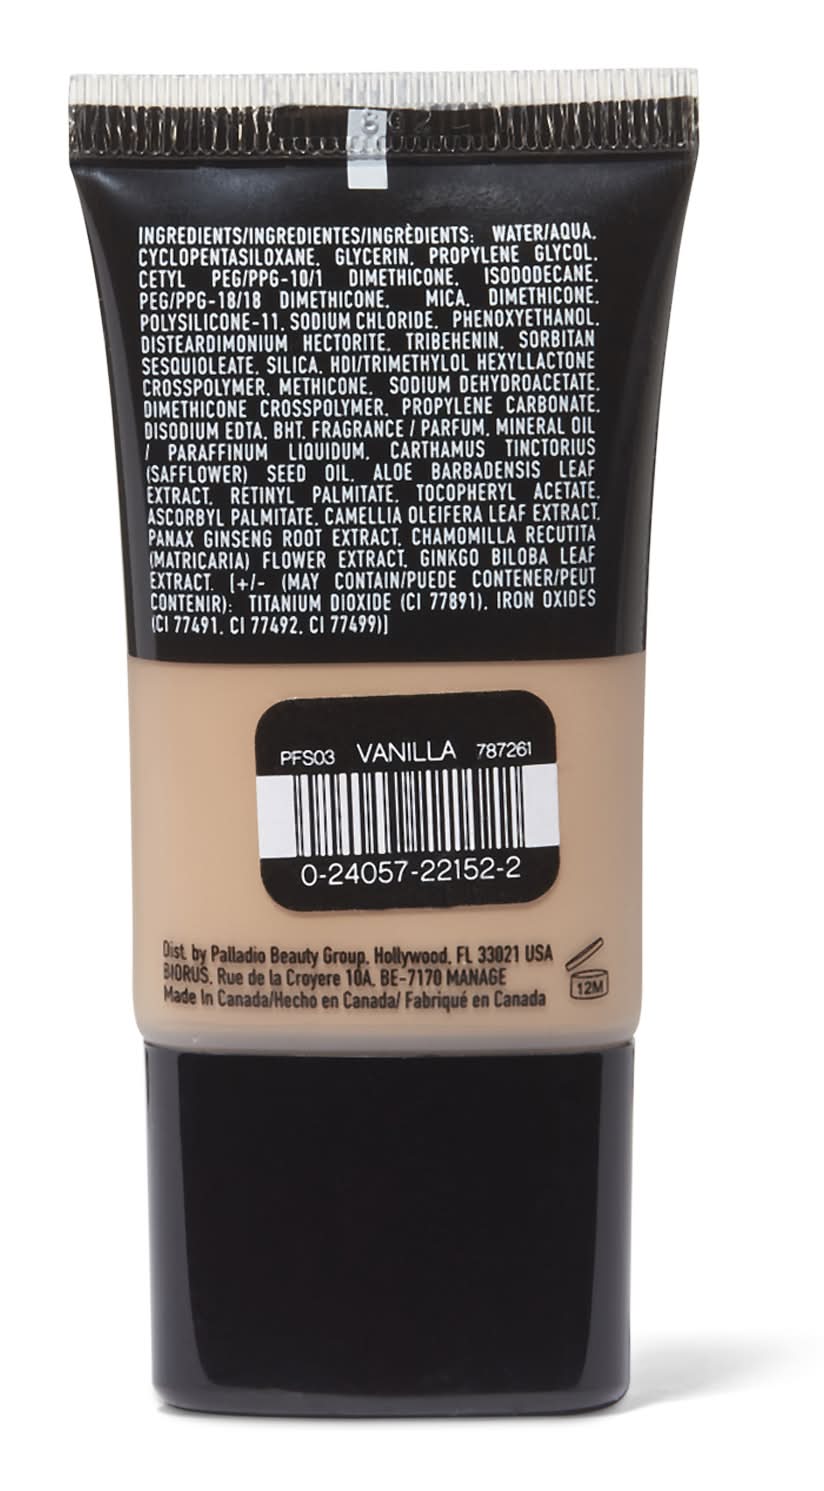 INGREDIENTS/INGREDIENTES/INGRÈDIENTS: WATER/AQUA,
CYCLOPENTASILOXANE, GLYCERIN, PROPYLENE GLYCOL,
CETYL PEG/PPG-10/1 DIMETHICONE, ISODODECANE,
PEG/PPG-18/18 DIMETHICONE, MICA, DIMETHICONE,
POLYSILICONE-11, SODIUM CHLORIDE, PHENOXYETHANOL,
DISTEARDIMONIUM HECTORITE, TRIBEHENIN, SORBITAN
SESQUIOLEATE, SILICA, HDI/TRIMETHYLOL HEXYLLACTONE
CROSSPOLYMER, METHICONE, SODIUM DEHYDROACETATE,
DIMETHICONE CROSSPOLYMER, PROPYLENE CARBONATE,
DISODIUM EDTA, BHT, FRAGRANCE / PARFUM, MINERAL OIL
/ PARAFFINUM LIQUIDUM, CARTHAMUS TINCTORIUS
(SAFFLOWER) SEED OIL, ALOE BARBADENSIS LEAF
EXTRACT, RETINYL PALMITATE, TOCOPHERYL ACETATE,
ASCORBYL PALMITATE, CAMELLIA OLEIFERA LEAF EXTRACT,
PANAX GINSENG ROOT EXTRACT, CHAMOMILLA RECUTITA
(MATRICARIA) FLOWER EXTRACT, GINKGO BILOBA LEAF
EXTRACT. [+/- (MAY CONTAIN/PUEDE CONTENER/PEUT
CONTENIR): TITANIUM DIOXIDE (CI 77891), IRON OXIDES
(CI 77491, CI 77492, CI 77499)]
PFS03 VANILLA 787261
0-24057-22152-2
Dist. by Palladio Beauty Group, Hollywood, FL 33021 USA
BIORUS, Rue de la Croyere 10A, BE-7170 MANAGE
Made In Canada/Hecho en Canada/ Fabriqué en Canada
12M